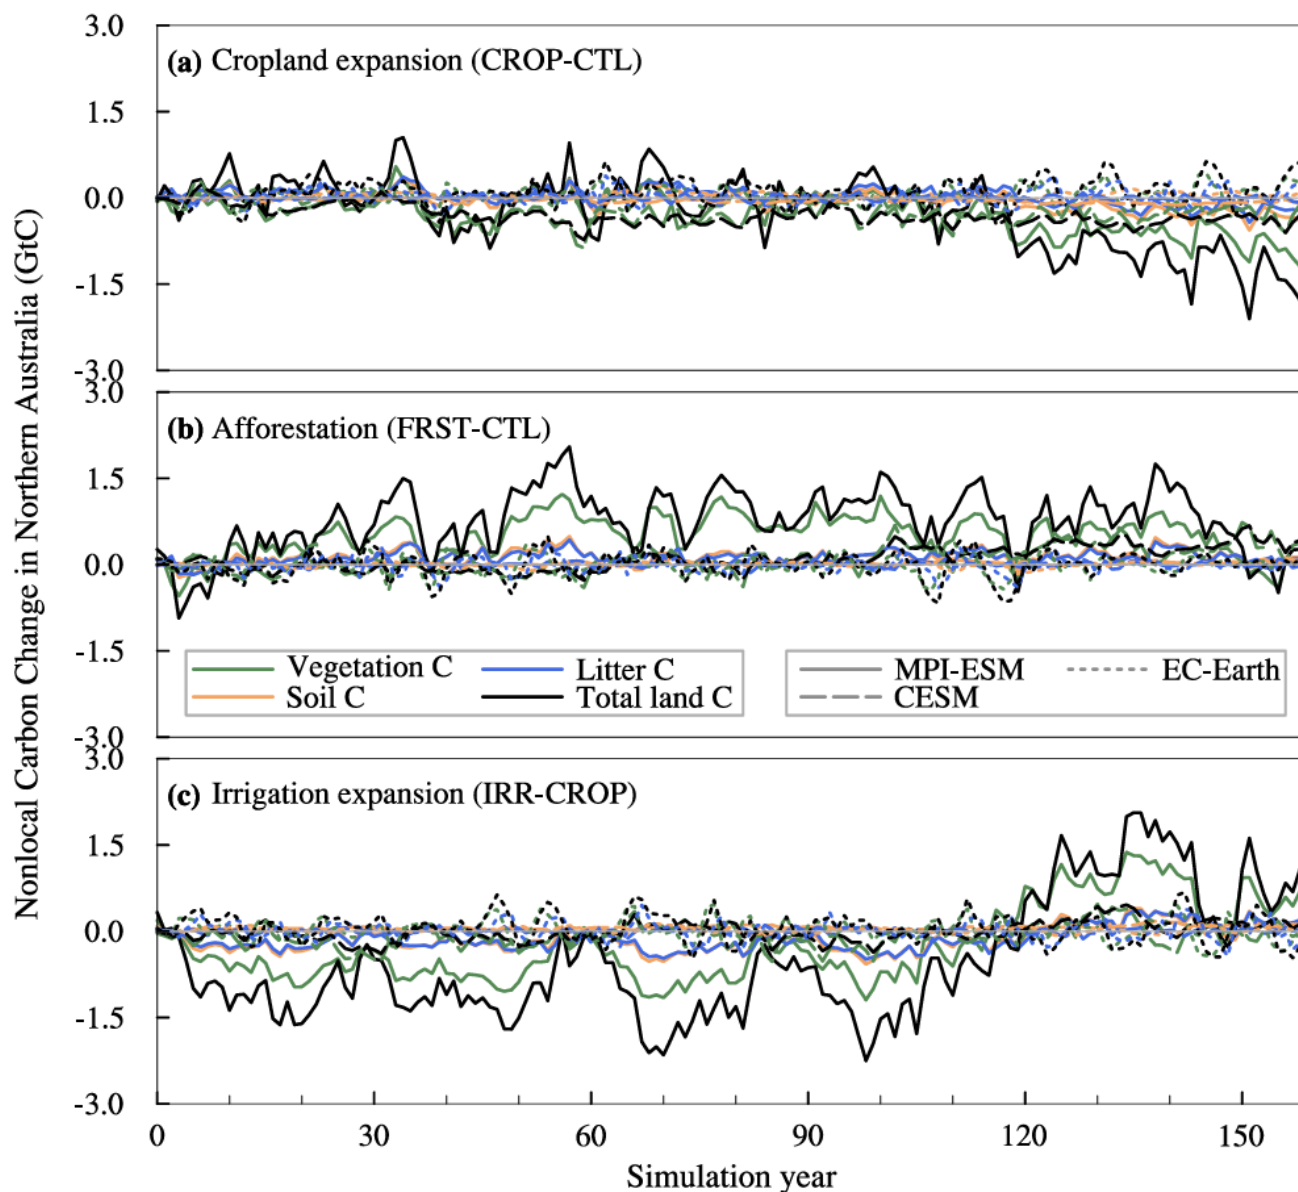 Nonlocal Carbon Change in Northern Australia (GtC)
3.0
(a) Cropland expansion (CROP-CTL)
1.5
0.0
-1.5
-3.0
3.0
(b) Afforestation (FRST-CTL)
1.5
0.0
-1.5
Vegetation C
Litter C
Soil C
Total land C
MPI-ESM
EC-Earth
CESM
-3.0
3.0
(c) Irrigation expansion (IRR-CROP)
1.5
0.0
-1.5
-3.0
0 30 60 90 120 150
Simulation year